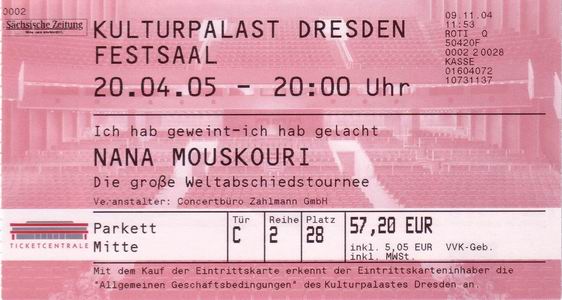 0002
Sächsische Zeitung
KULTURPALAST DRESDEN
FESTSAAL
20.04.05 - 20:00 Uhr
09.11.04
11:53
ROTI Q
50420F
0002 2 0028
KASSE
01604072
10731137
Ich hab geweint-ich hab gelacht
NANA MOUSKOURI
Die große Weltabschiedstournee
Veranstalter: Concertbüro Zahlmann GmbH
TICKETCENTRALE
Parkett
Mitte
Tür
C
Reihe
2
Platz
28
57,20 EUR
inkl. 5,05 EUR VVK-Geb.
inkl. MWSt.
Mit dem Kauf der Eintrittskarte erkennt der Eintrittskarteninhaber die
"Allgemeinen Geschaftsbedingungen" des Kulturpalastes Dresden an.